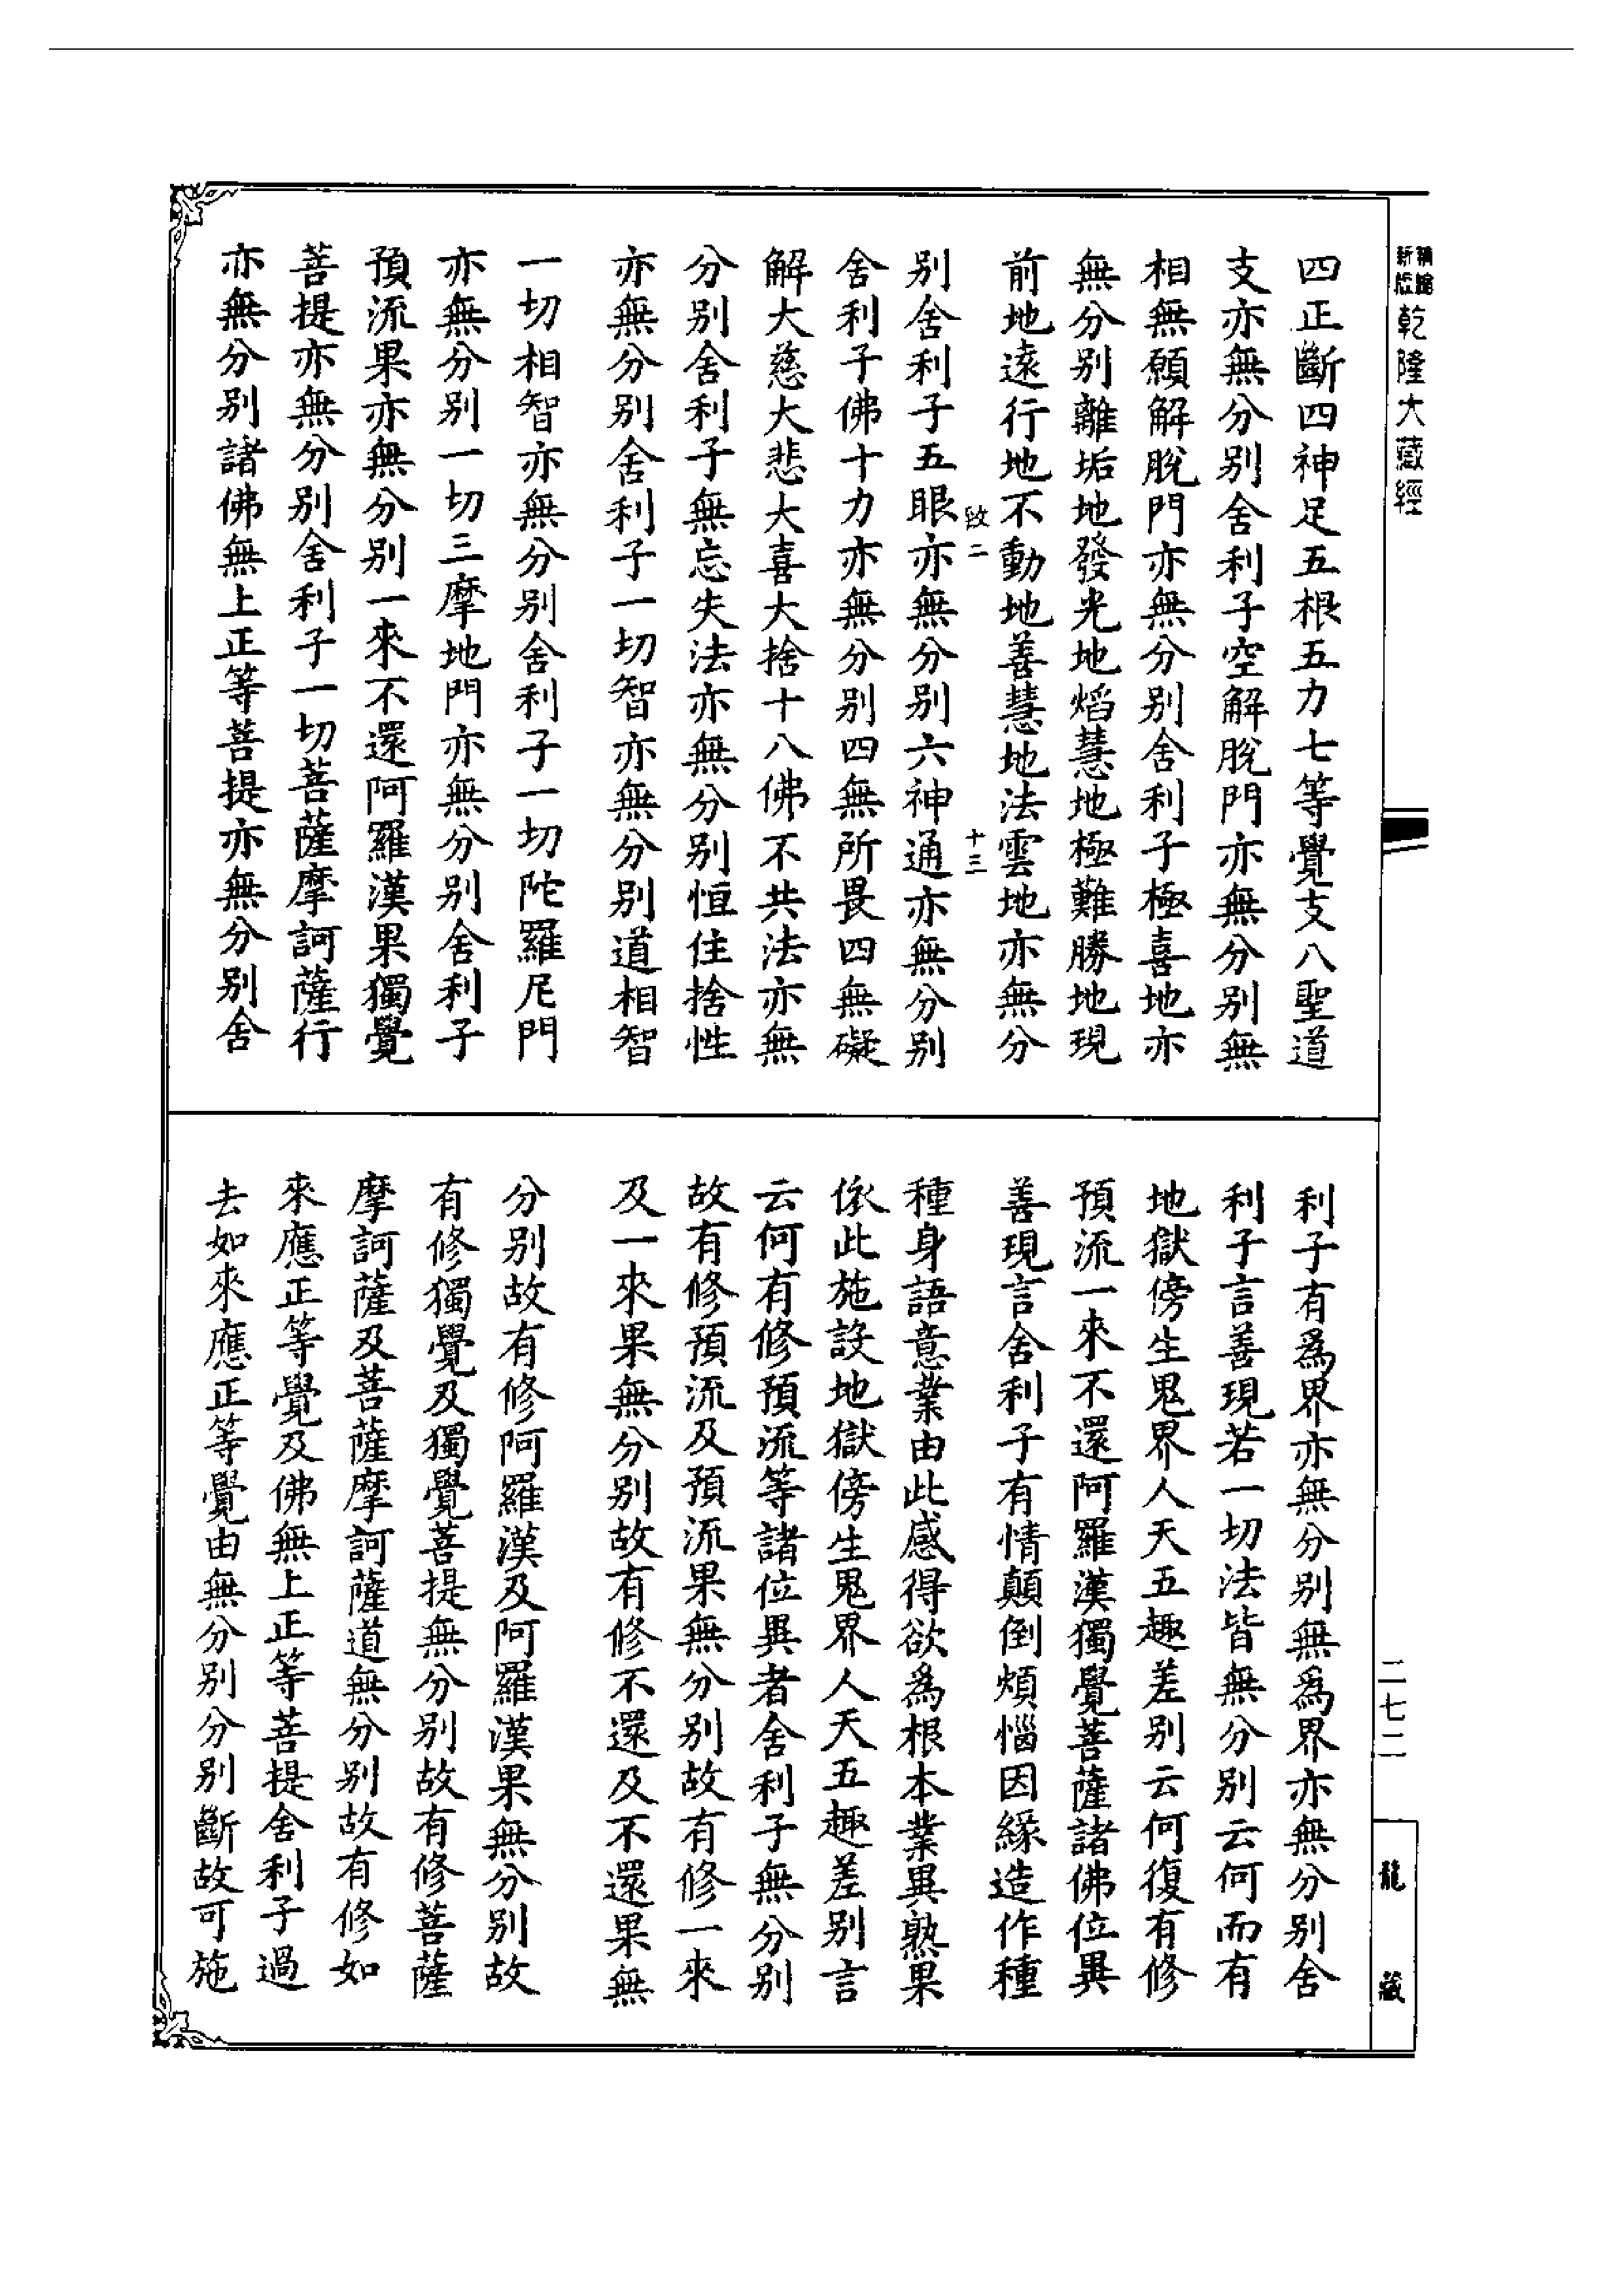 新編
縮版
乾隆大藏經
四正斷四神足五根五力七等覺支八聖道
支亦無分別舍利子空解脫門亦無分別無
相無願解脫門亦無分別舍利子極喜地亦
無分別離垢地發光地焰慧地極難勝地現
前地遠行地不動地善慧地法雲地亦無分
十三
別舍利子五眼亦無分別六神通亦無分別
舍利子佛十力亦無分別四無所畏四無礙
解大慈大悲大喜大捨十八佛不共法亦無
分別舍利子無忘失法亦無分別恒住捨性
亦無分別舍利子一切智亦無分別道相智
一切相智亦無分別舍利子一切陀羅尼門
亦無分別一切三摩地門亦無分別舍利子
預流果亦無分別一來不還阿羅漢果獨覺
菩提亦無分別舍利子一切菩薩摩訶薩行
亦無分別諸佛無上正等菩提亦無分別舍
利子有為界亦無分別無為界亦無分別舍
利子言善現若一切法皆無分別云何而有
地獄傍生鬼界人天五趣差別云何復有修
預流一來不還阿羅漢獨覺菩薩諸佛位異
善現言舍利子有情顛倒煩惱因緣造作種
種身語意業由此感得欲為根本業異熟果
依此施設地獄傍生鬼界人天五趣差別言
云何有修預流等諸位異者舍利子無分別
故有修預流及預流果無分別故有修一來
及一來果無分別故有修不還及不還果無
分別故有修阿羅漢及阿羅漢果無分別故
有修獨覺及獨覺菩提無分別故有修菩薩
摩訶薩及菩薩摩訶薩道無分別故有修如
來應正等覺及佛無上正等菩提舍利子過
去如來應正等覺由無分別分別斷故可施
二七二
龍藏